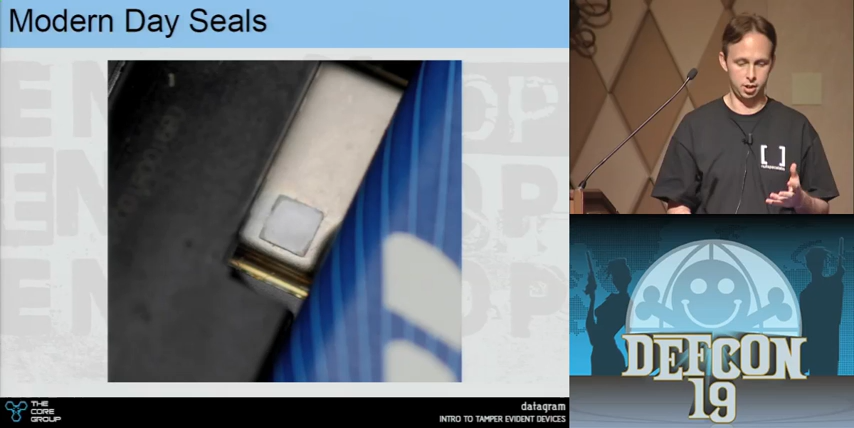 Modern Day Seals
THE
CORE
GROUP
datagram
INTRO TO TAMPER EVIDENT DEVICES
[ ]
DEFCON
19